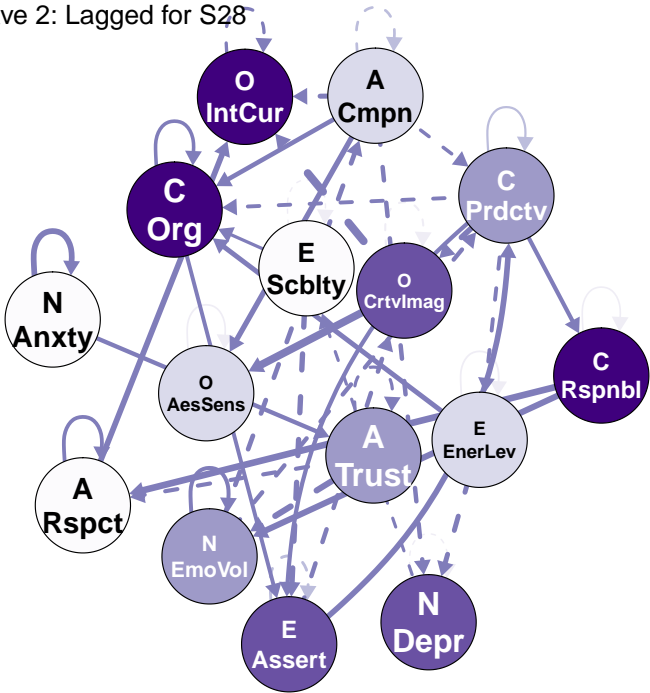 ve 2: Lagged for S28
O
IntCur
A
Cmpn
C
Org
C
Prdctv
E
Scblty
O
CrtvImag
N
Anxty
O
AesSens
C
Rspnbl
A
Trust
E
EnerLev
A
Rspct
N
EmoVol
E
Assert
N
Depr